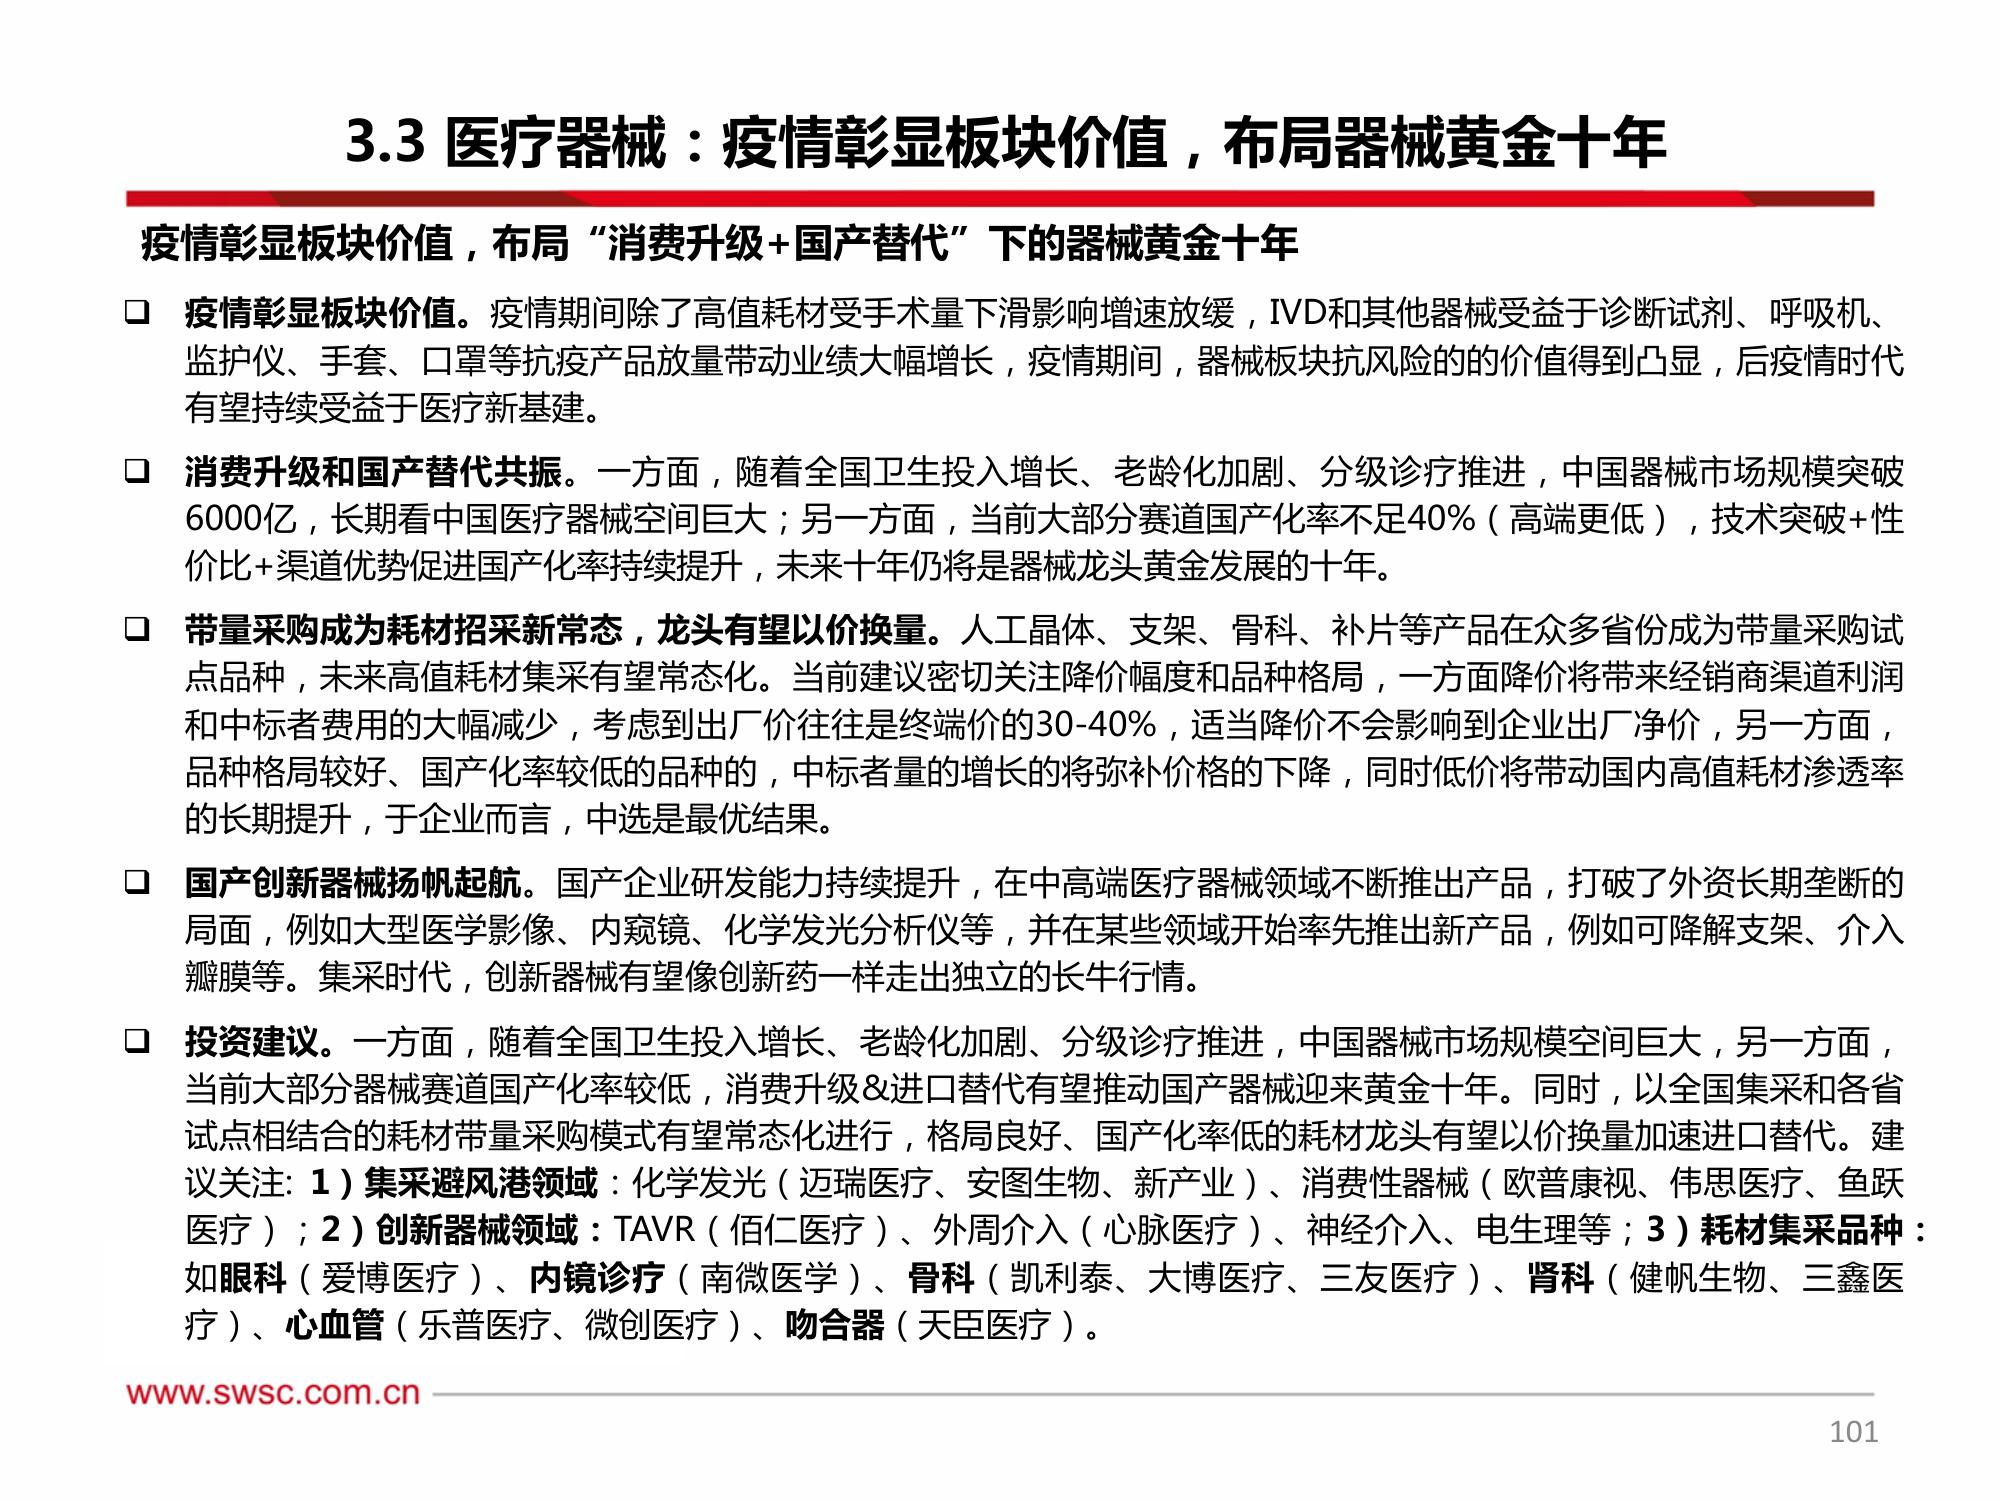 3.3 医疗器械：疫情彰显板块价值，布局器械黄金十年
疫情彰显板块价值，布局“消费升级+国产替代”下的器械黄金十年
❑ 疫情彰显板块价值。疫情期间除了高值耗材受手术量下滑影响增速放缓，IVD和其他器械受益于诊断试剂、呼吸机、
监护仪、手套、口罩等抗疫产品放量带动业绩大幅增长，疫情期间，器械板块抗风险的的价值得到凸显，后疫情时代
有望持续受益于医疗新基建。
❑ 消费升级和国产替代共振。一方面，随着全国卫生投入增长、老龄化加剧、分级诊疗推进，中国器械市场规模突破
6000亿，长期看中国医疗器械空间巨大；另一方面，当前大部分赛道国产化率不足40%（高端更低），技术突破+性
价比+渠道优势促进国产化率持续提升，未来十年仍将是器械龙头黄金发展的十年。
❑ 带量采购成为耗材招采新常态，龙头有望以价换量。人工晶体、支架、骨科、补片等产品在众多省份成为带量采购试
点品种，未来高值耗材集采有望常态化。当前建议密切关注降价幅度和品种格局，一方面降价将带来经销商渠道利润
和中标者费用的大幅减少，考虑到出厂价往往是终端价的30-40%，适当降价不会影响到企业出厂净价，另一方面，
品种格局较好、国产化率较低的品种的，中标者量的增长的将弥补价格的下降，同时低价将带动国内高值耗材渗透率
的长期提升，于企业而言，中选是最优结果。
❑ 国产创新器械扬帆起航。国产企业研发能力持续提升，在中高端医疗器械领域不断推出产品，打破了外资长期垄断的
局面，例如大型医学影像、内窥镜、化学发光分析仪等，并在某些领域开始率先推出新产品，例如可降解支架、介入
瓣膜等。集采时代，创新器械有望像创新药一样走出独立的长牛行情。
❑ 投资建议。一方面，随着全国卫生投入增长、老龄化加剧、分级诊疗推进，中国器械市场规模空间巨大，另一方面，
当前大部分器械赛道国产化率较低，消费升级&进口替代有望推动国产器械迎来黄金十年。同时，以全国集采和各省
试点相结合的耗材带量采购模式有望常态化进行，格局良好、国产化率低的耗材龙头有望以价换量加速进口替代。建
议关注: 1）集采避风港领域：化学发光（迈瑞医疗、安图生物、新产业）、消费性器械（欧普康视、伟思医疗、鱼跃
医疗）；2）创新器械领域：TAVR（佰仁医疗）、外周介入（心脉医疗）、神经介入、电生理等；3）耗材集采品种：
如眼科（爱博医疗）、内镜诊疗（南微医学）、骨科（凯利泰、大博医疗、三友医疗）、肾科（健帆生物、三鑫医
疗）、心血管（乐普医疗、微创医疗）、吻合器（天臣医疗）。
www.swsc.com.cn
101